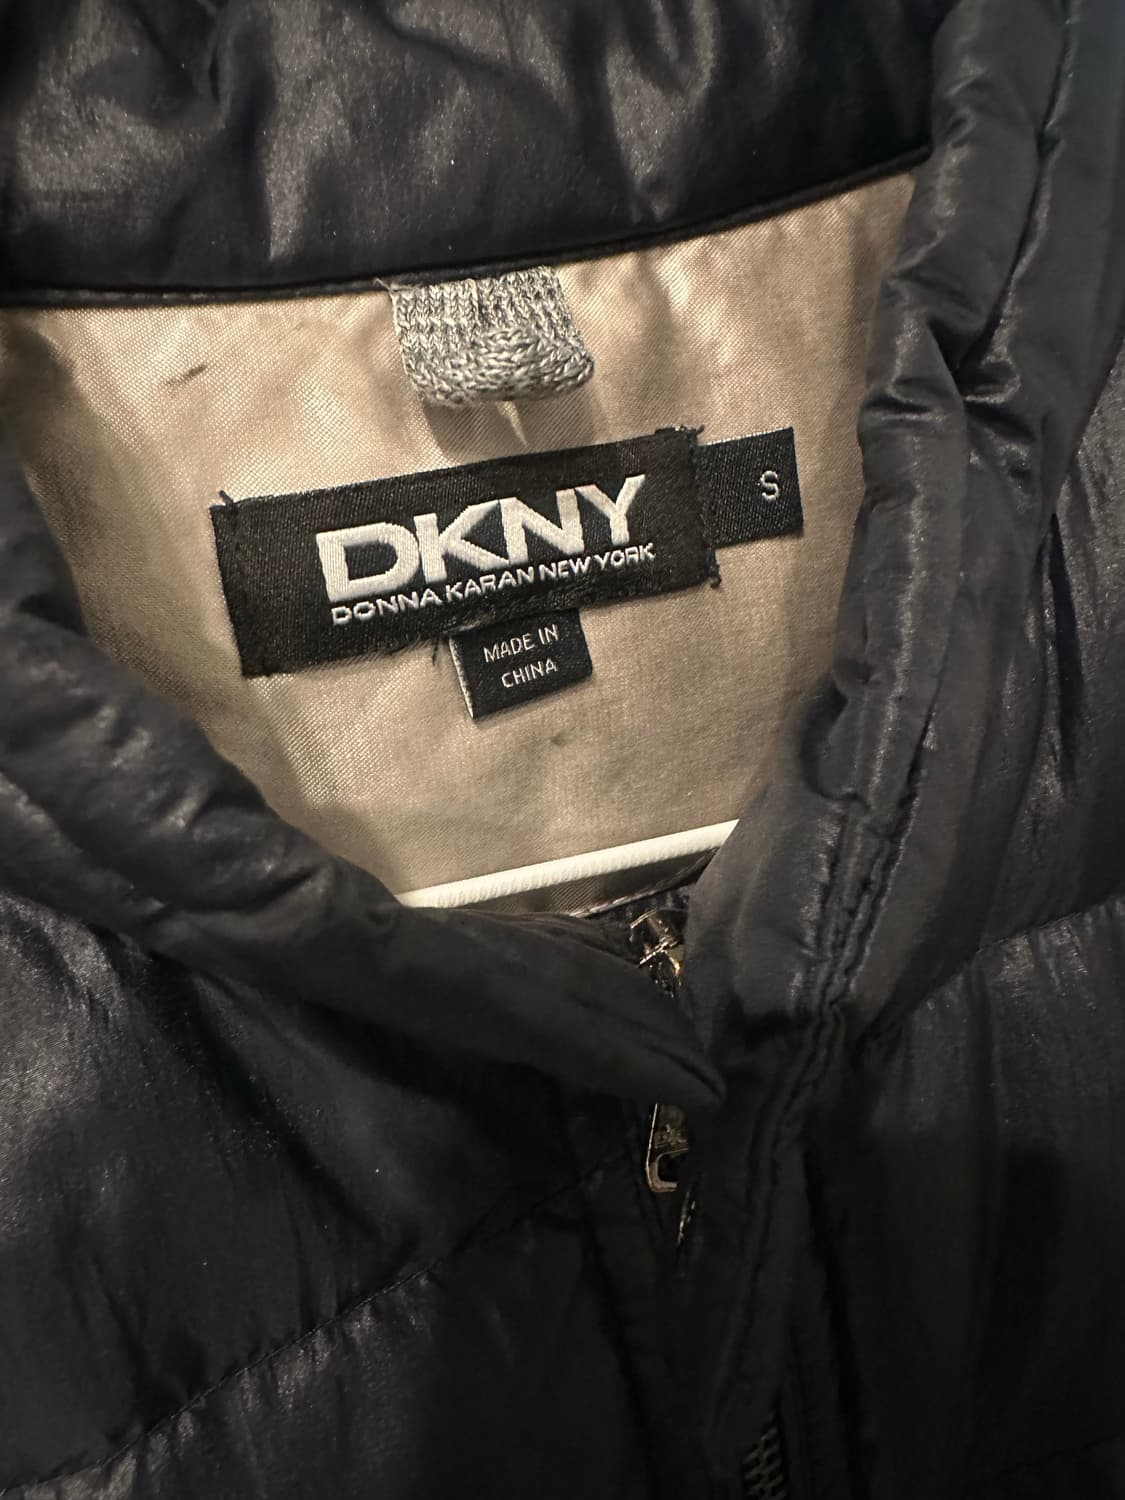 DKNY
DONNA KARAN NEW YORK
S
MADE IN
CHINA